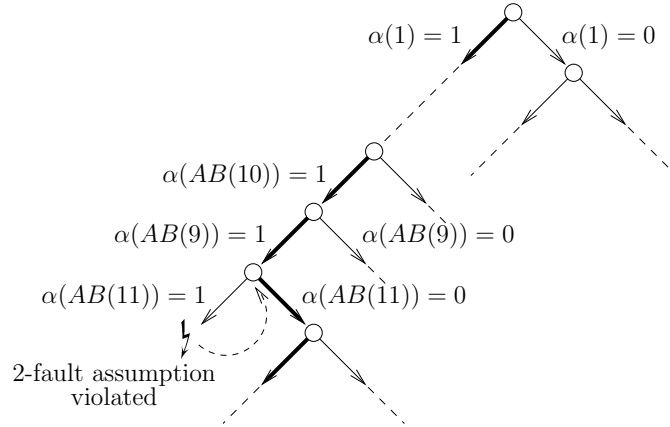 α(1) = 1
α(1) = 0
α(AB(10)) = 1
α(AB(9)) = 1
α(AB(9)) = 0
α(AB(11)) = 1
α(AB(11)) = 0
2-fault assumption
violated